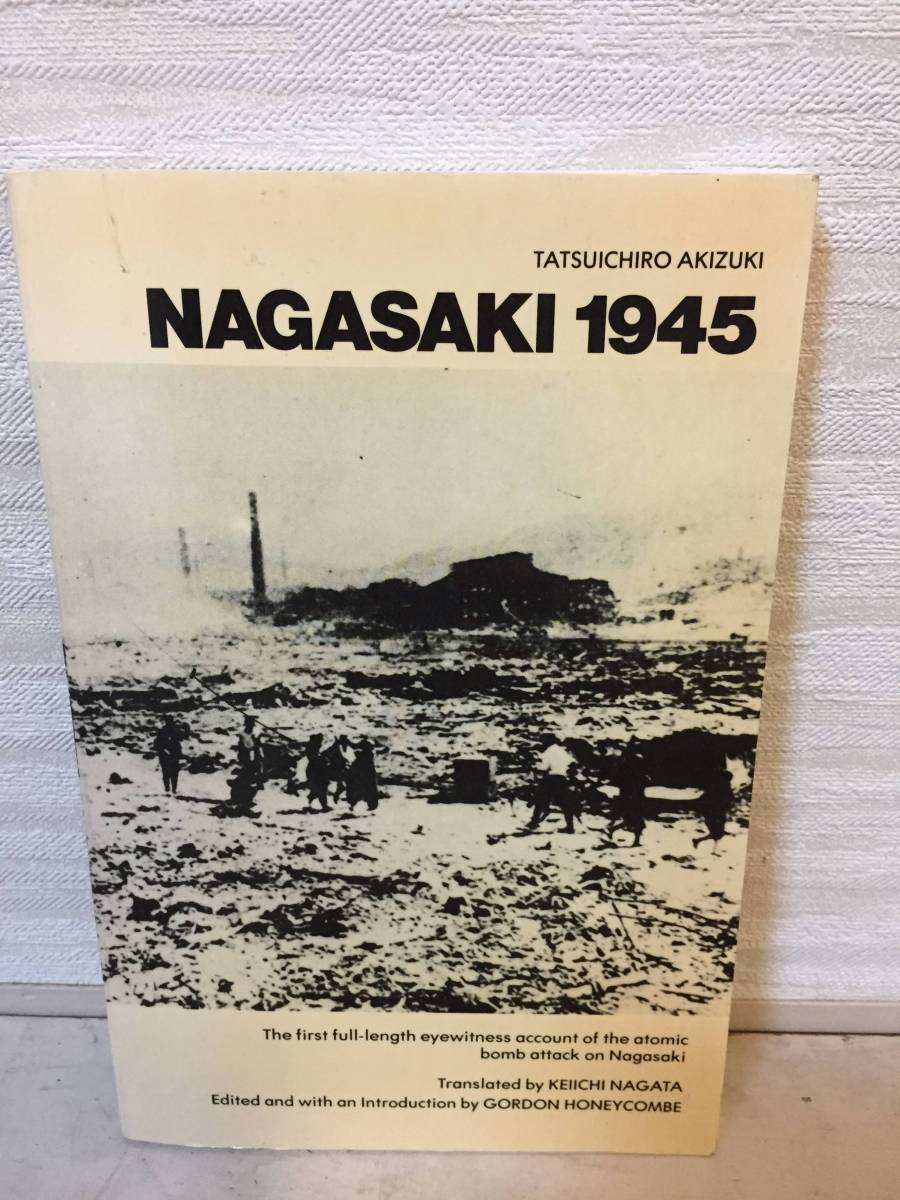 TATSUICHIRO AKIZUKI
NAGASAKI 1945
The first full-length eyewitness account of the atomic
bomb attack on Nagasaki
Translated by KEIICHI NAGATA
Edited and with an Introduction by GORDON HONEYCOMBE